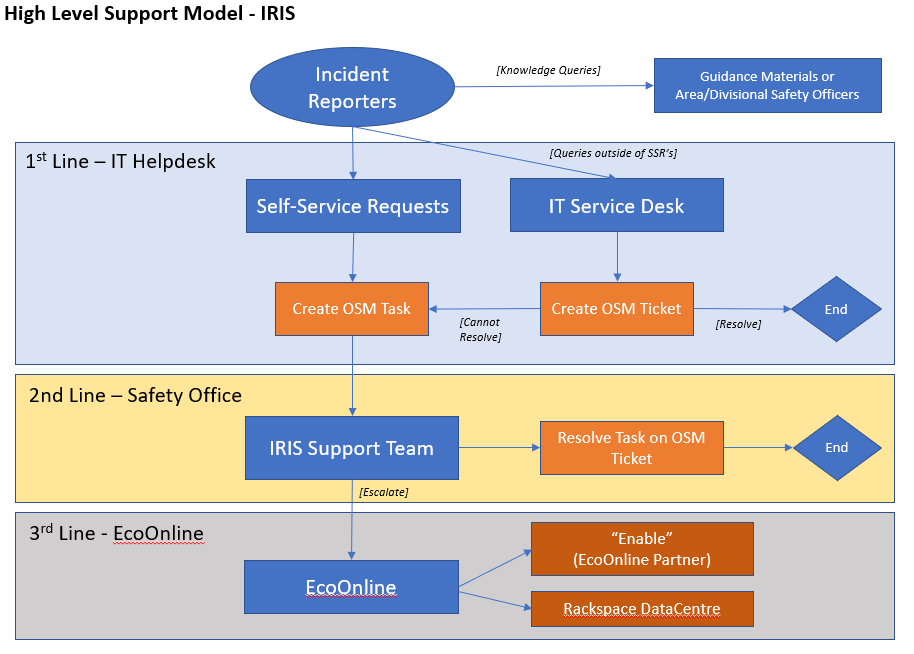 High Level Support Model - IRIS
Incident
Reporters
[Knowledge Queries]
Guidance Materials or
Area/Divisional Safety Officers
1st Line – IT Helpdesk
[Queries outside of SSR's]
Self-Service Requests
IT Service Desk
Create OSM Task
[Cannot
Resolve]
Create OSM Ticket
[Resolve]
End
2nd Line – Safety Office
IRIS Support Team
Resolve Task on OSM
Ticket
End
[Escalate]
3rd Line - EcoOnline
EcoOnline
“Enable”
(EcoOnline Partner)
Rackspace DataCentre